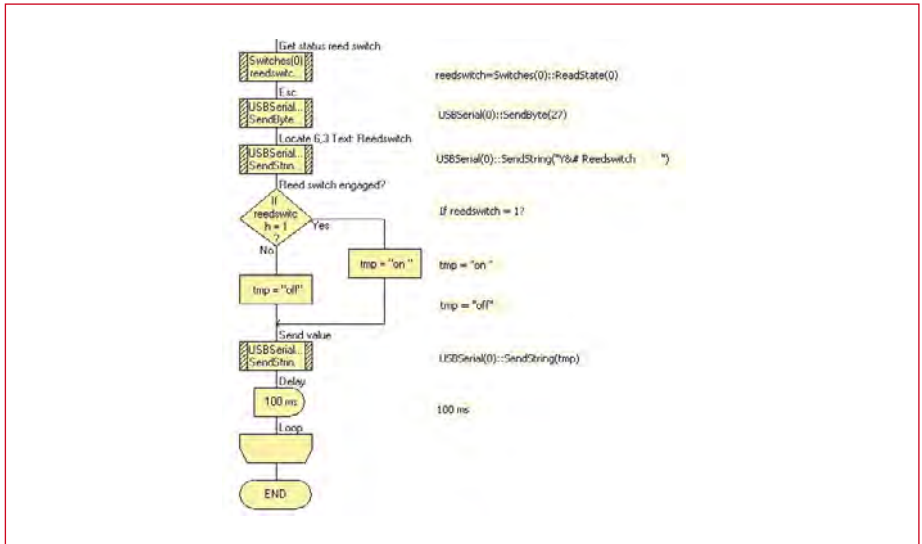 Get status reed switch
Switches(0)
reedswitc...
reedswitch=Switches(0)::ReadState(0)
Esc
USBSerial...
SendByte...
USBSerial(0)::SendByte(27)
Locate 6,3 Text: Reedswitch
USBSerial...
SendStrin...
USBSerial(0)::SendString("Y&# Reedswitch        ")
Reed switch engaged?
If
reedswitc
h = 1
?
Yes
No
If reedswitch = 1?
tmp = "on "
tmp = "on "
tmp = "off"
tmp = "off"
Send value
USBSerial...
SendStrin...
USBSerial(0)::SendString(tmp)
Delay
100 ms
100 ms
Loop
END